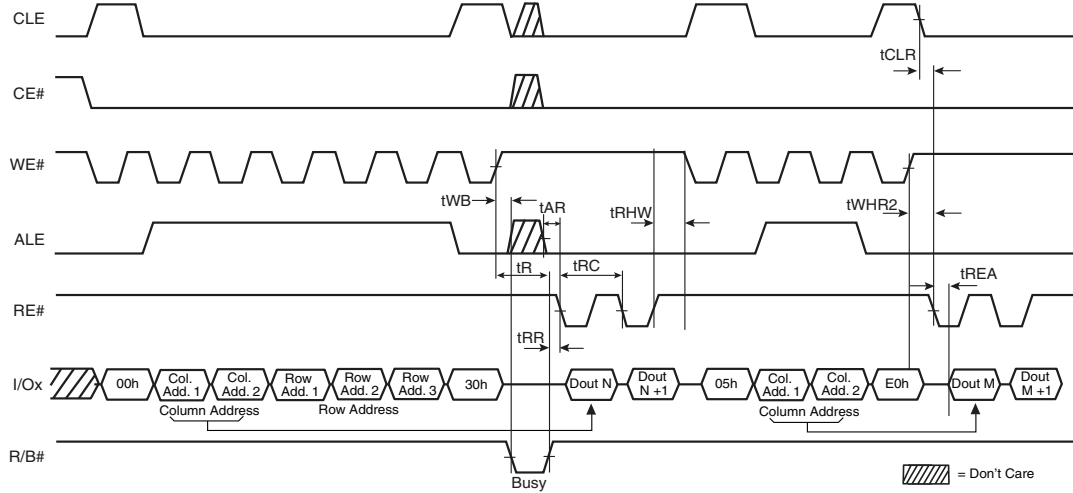 CLE
tCLR
CE#
WE#
tWB
tAR
tRHW
tWHR2
ALE
tR
tRC
tREA
RE#
tRR
I/Ox
00h
Col. Add. 1
Col. Add. 2
Row Add. 1
Row Add. 2
Row Add. 3
30h
Dout N
Dout N +1
05h
Col. Add. 1
Col. Add. 2
E0h
Dout M
Dout M +1
Column Address
Row Address
Column Address
R/B#
Busy
= Don't Care